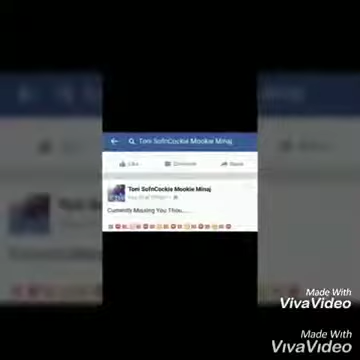 Toni SofnCockie Mookie Minaj
Like Comment Share
Toni SofnCockie Mookie Minaj
Currently Missing You Thou....
Made With
VivaVideo
Made With
VivaVideo